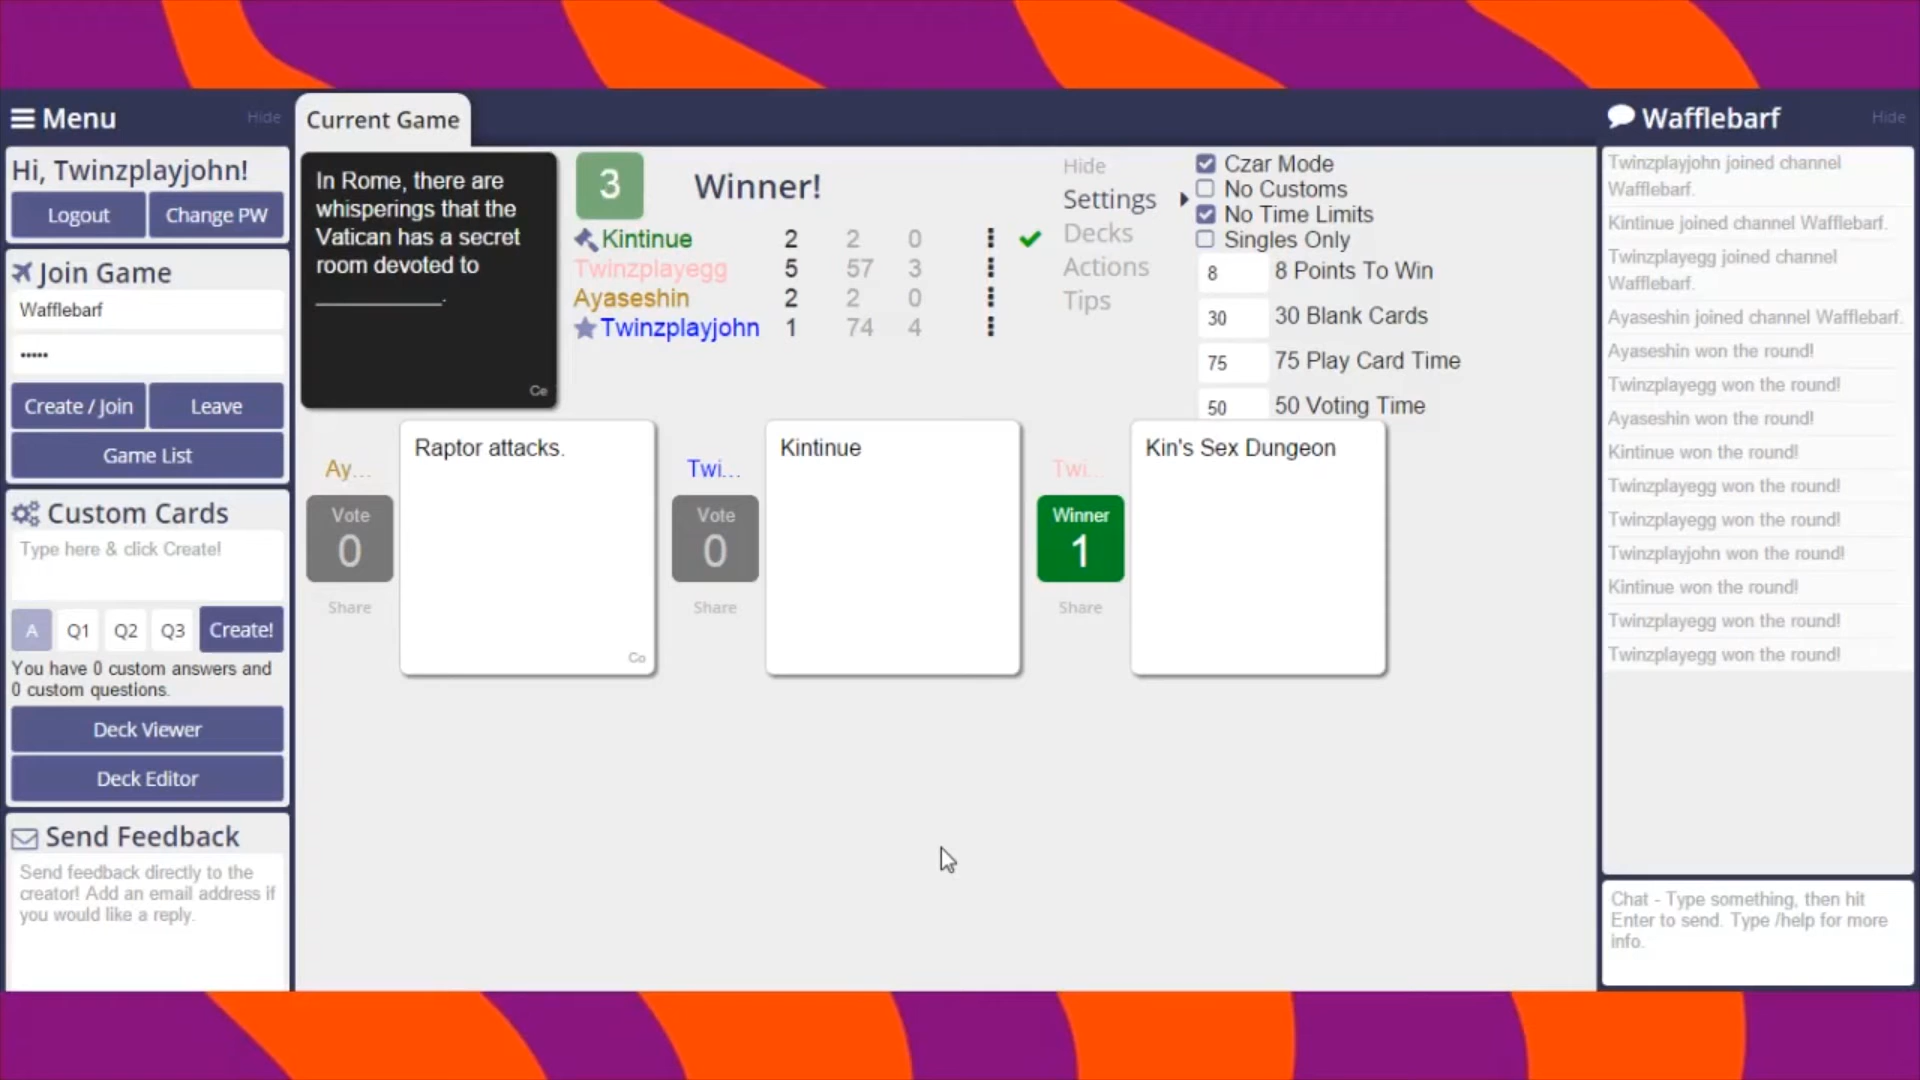 Menu
Hide
Hi, Twinzplayjohn!
Logout
Change PW
Join Game
Wafflebarf
•••••
Create / Join
Leave
Game List
Custom Cards
Type here & click Create!
A
Q1
Q2
Q3
Create!
You have 0 custom answers and
0 custom questions.
Deck Viewer
Deck Editor
Send Feedback
Send feedback directly to the
creator! Add an email address if
you would like a reply.
Current Game
In Rome, there are
whisperings that the
Vatican has a secret
room devoted to
__________.
Ce
3
Winner!
Kintinue 2 2 0
Twinzplayegg 5 57 3
Ayaseshin 2 2 0
Twinzplayjohn 1 74 4
Hide
Settings
Decks
Actions
Tips
Czar Mode
No Customs
No Time Limits
Singles Only
8 8 Points To Win
30 30 Blank Cards
75 75 Play Card Time
50 50 Voting Time
Ay...
Vote
0
Share
Raptor attacks.
Co
Twi...
Vote
0
Share
Kintinue
Twi...
Winner
1
Share
Kin's Sex Dungeon
Wafflebarf
Hide
Twinzplayjohn joined channel
Wafflebarf.
Kintinue joined channel Wafflebarf.
Twinzplayegg joined channel
Wafflebarf.
Ayaseshin joined channel Wafflebarf.
Ayaseshin won the round!
Twinzplayegg won the round!
Ayaseshin won the round!
Kintinue won the round!
Twinzplayegg won the round!
Twinzplayegg won the round!
Twinzplayjohn won the round!
Kintinue won the round!
Twinzplayegg won the round!
Twinzplayegg won the round!
Chat - Type something, then hit
Enter to send. Type /help for more
info.